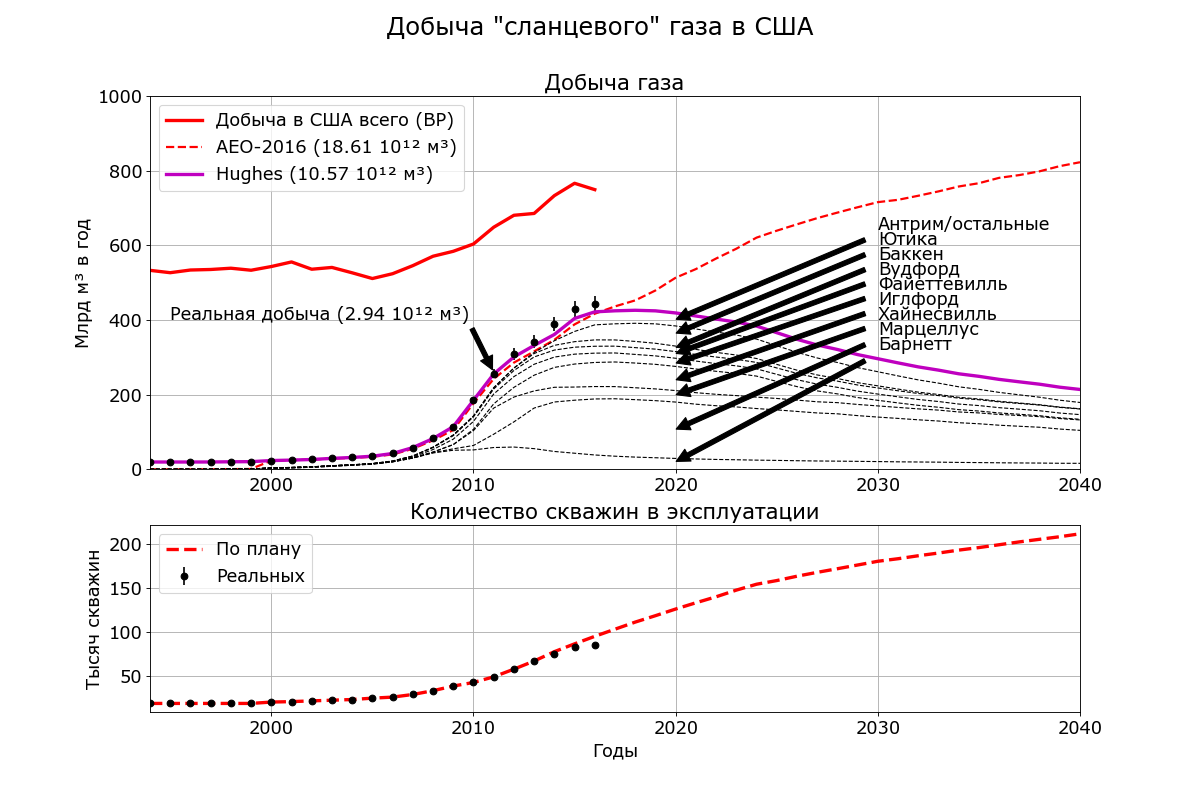 Добыча "сланцевого" газа в США
Добыча газа
1000
800
600
400
200
0
Млрд м³ в год
Добыча в США всего (BP)
AEO-2016 (18.61 10¹² м³)
Hughes (10.57 10¹² м³)
Реальная добыча (2.94 10¹² м³)
Антрим/остальные
Ютика
Баккен
Вудфорд
Файеттевилль
Иглфорд
Хайнесвилль
Марцеллус
Барнетт
2000
2010
2020
2030
2040
Количество скважин в эксплуатации
200
150
100
50
Тысяч скважин
По плану
Реальных
2000
2010
2020
2030
2040
Годы